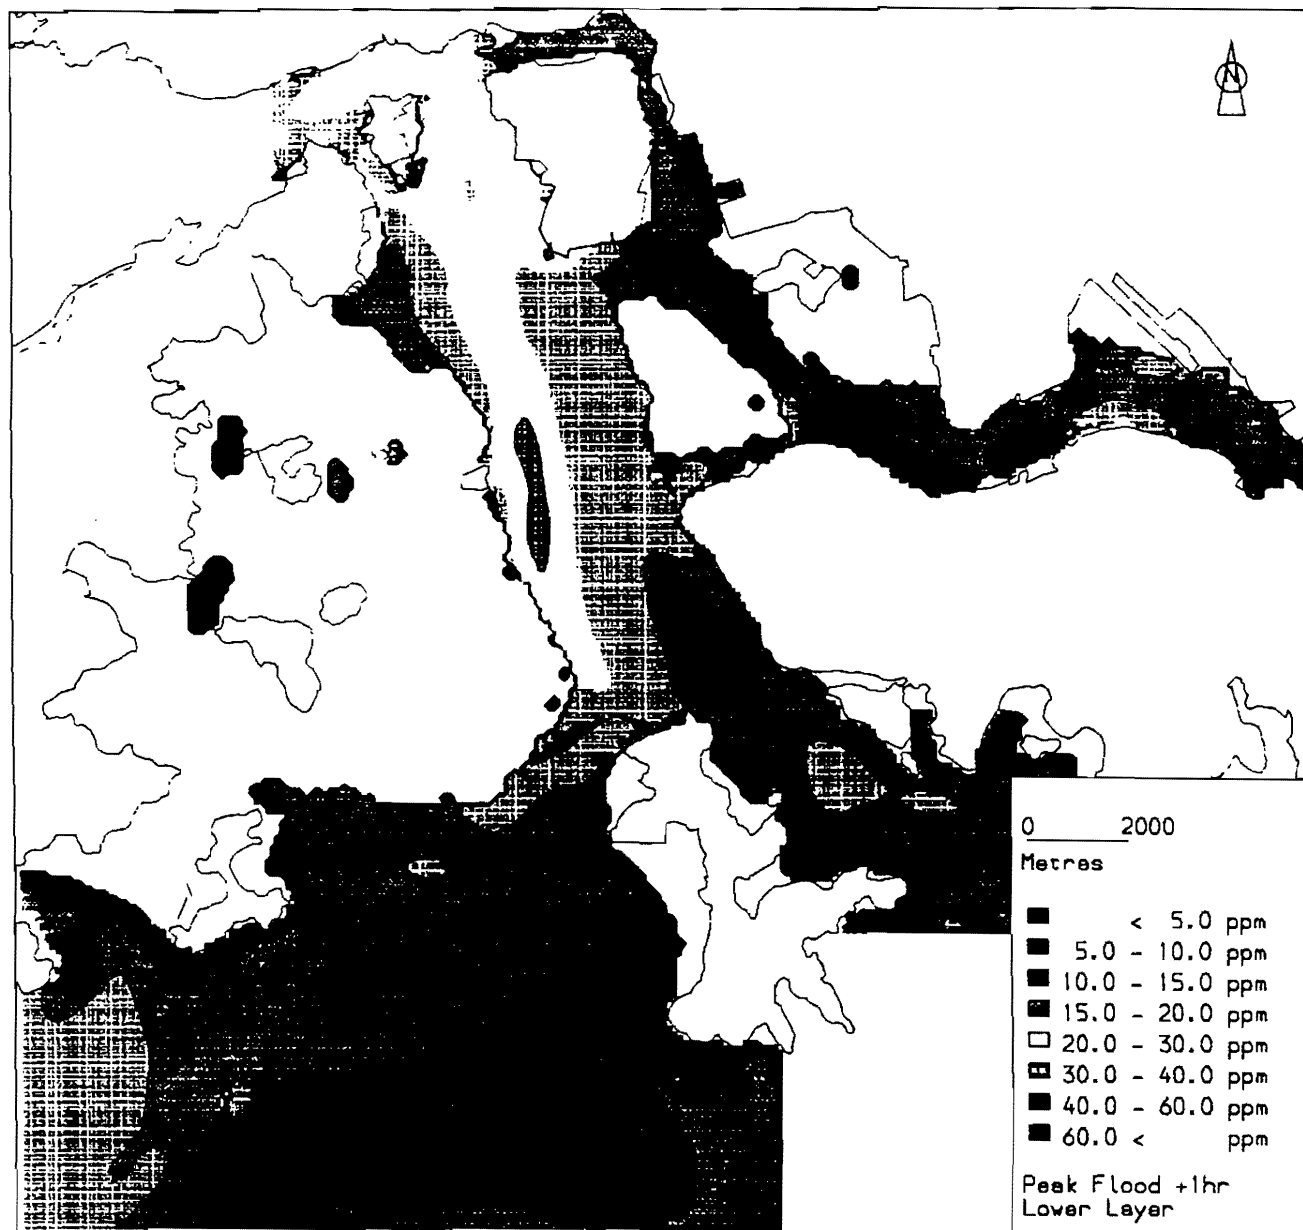 N
0 2000
Metres
< 5.0 ppm
5.0 - 10.0 ppm
10.0 - 15.0 ppm
15.0 - 20.0 ppm
20.0 - 30.0 ppm
30.0 - 40.0 ppm
40.0 - 60.0 ppm
60.0 < ppm
Peak Flood +1hr
Lower Layer